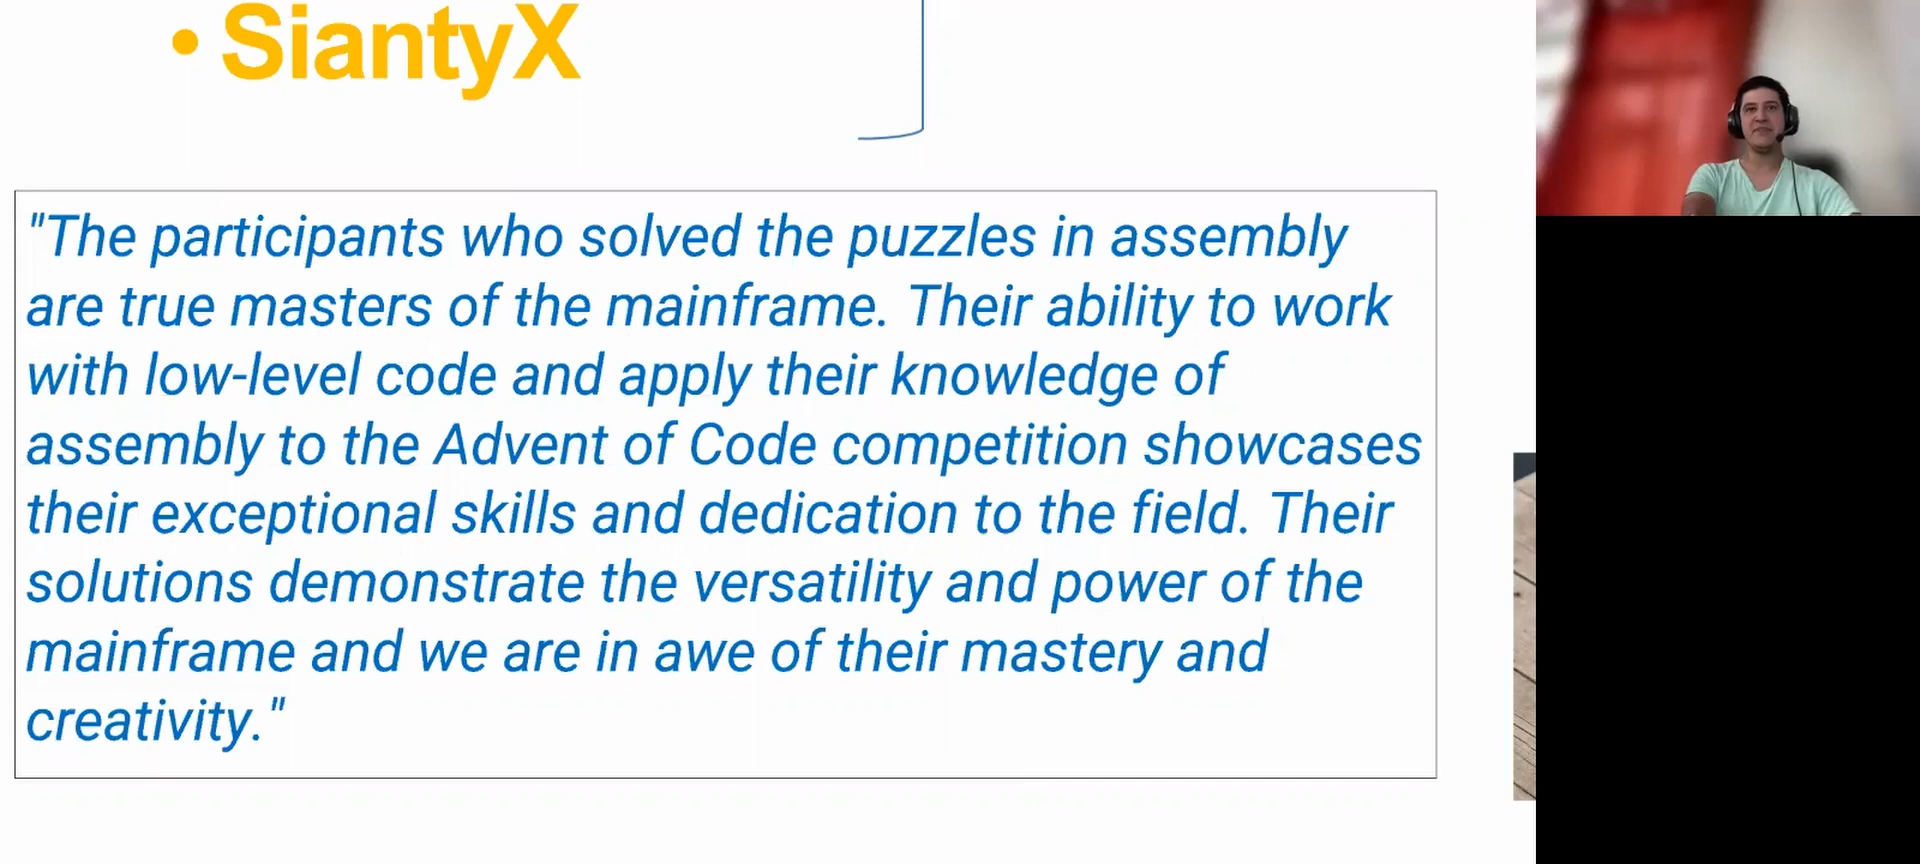 • SiantyX
"The participants who solved the puzzles in assembly
are true masters of the mainframe. Their ability to work
with low-level code and apply their knowledge of
assembly to the Advent of Code competition showcases
their exceptional skills and dedication to the field. Their
solutions demonstrate the versatility and power of the
mainframe and we are in awe of their mastery and
creativity."